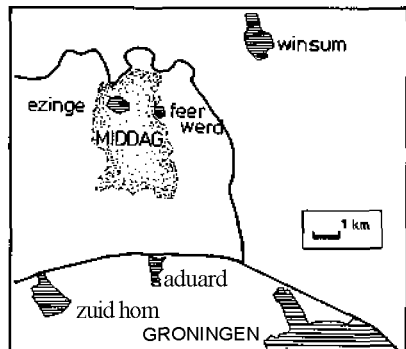 winsum
ezinge
feer
werd
MIDDAG
1 km
aduard
zuid hom
GRONINGEN